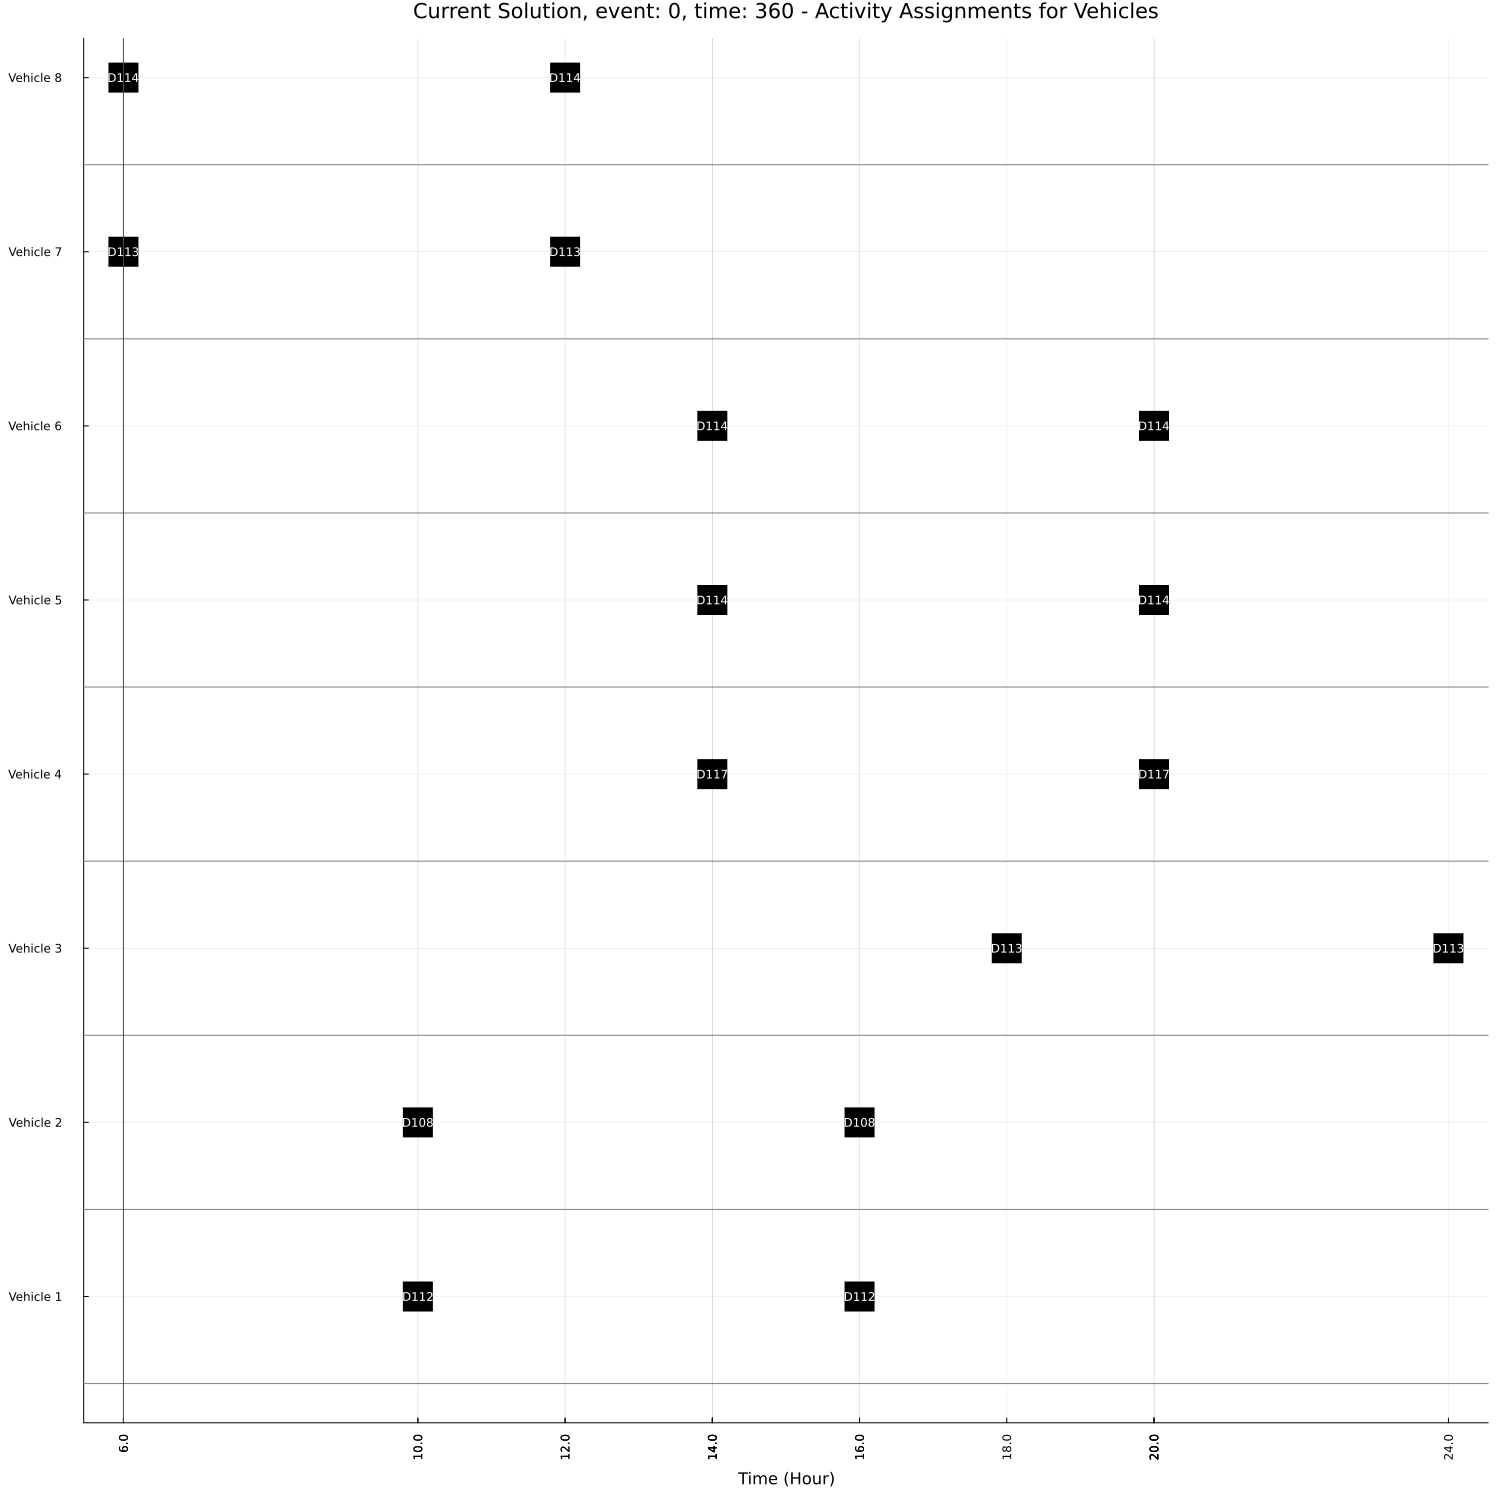 Current Solution, event: 0, time: 360 - Activity Assignments for Vehicles
Vehicle 8
D114
D114
Vehicle 7
D113
D113
Vehicle 6
D114
D114
Vehicle 5
D114
D114
Vehicle 4
D117
D117
Vehicle 3
D113
D113
Vehicle 2
D108
D108
Vehicle 1
D112
D112
6.0
10.0
12.0
14.0
16.0
18.0
20.0
24.0
Time (Hour)